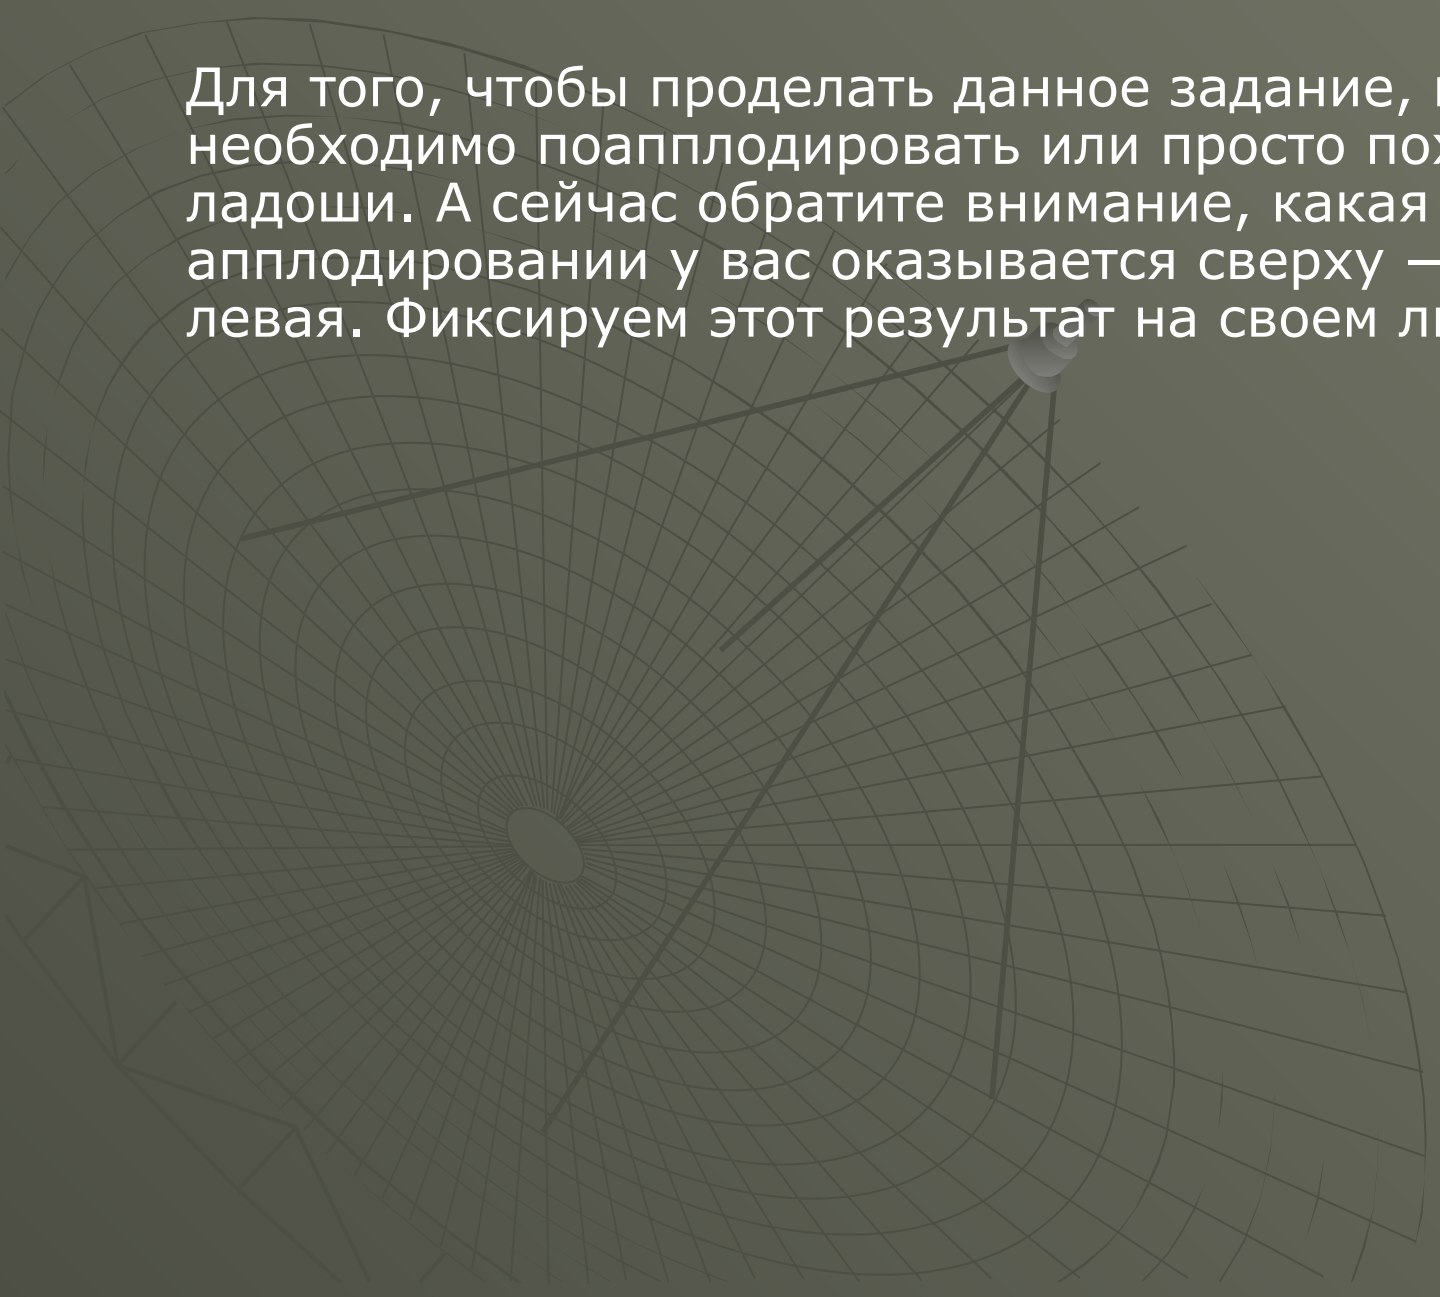 Для того, чтобы проделать данное задание,
необходимо поапплодировать или просто
ладоши. А сейчас обратите внимание, какая
апплодировании у вас оказывается сверху —
левая. Фиксируем этот результат на своем